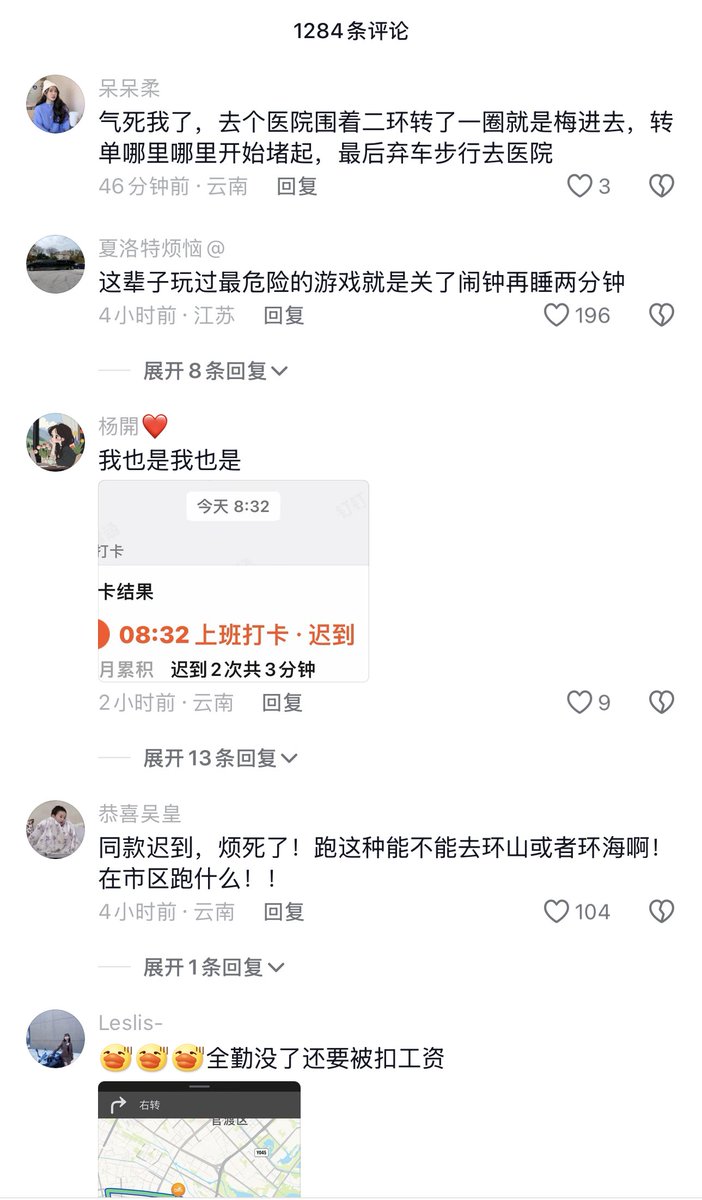 1284条评论
呆呆柔
气死我了，去个医院围着二环转了一圈就是梅进去，转
单哪里哪里开始堵起，最后弃车步行去医院
46分钟前·云南 回复 3
夏洛特烦恼@
这辈子玩过最危险的游戏就是关了闹钟再睡两分钟
4小时前·江苏 回复 196
展开8条回复
杨開❤️
我也是我也是
今天 8:32
钉钉
打卡
卡结果
08:32 上班打卡·迟到
月累积 迟到2次共3分钟
2小时前·云南 回复 9
展开13条回复
恭喜吴皇
同款迟到，烦死了！跑这种能不能去环山或者环海啊！
在市区跑什么！！
4小时前·云南 回复 104
展开1条回复
Leslis-
全勤没了还要被扣工资
右转
官渡区
Y045